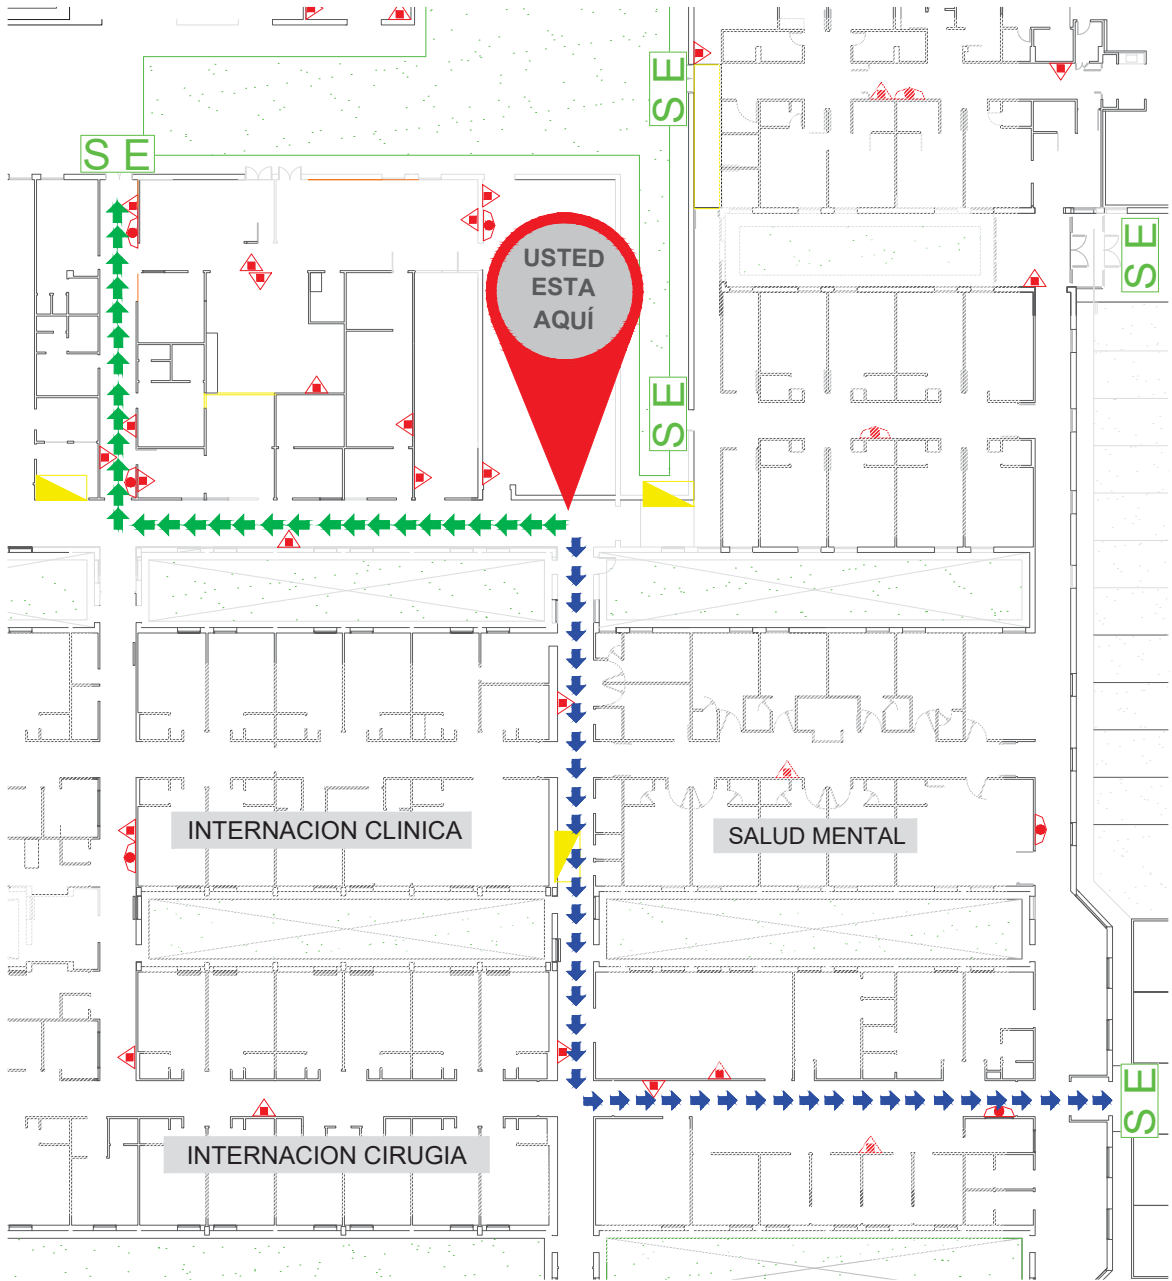 S E
S E
S E
USTED
ESTA
AQUÍ
S E
INTERNACION CLINICA
SALUD MENTAL
S E
INTERNACION CIRUGIA